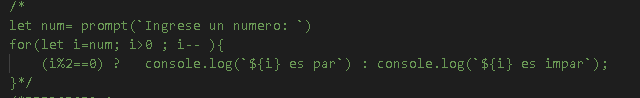 /*
let num= prompt(`Ingrese un numero: `)
for(let i=num; i>0 ; i-- ){
    (i%2==0) ?   console.log(`${i} es par`) : console.log(`${i} es impar`);
}*/